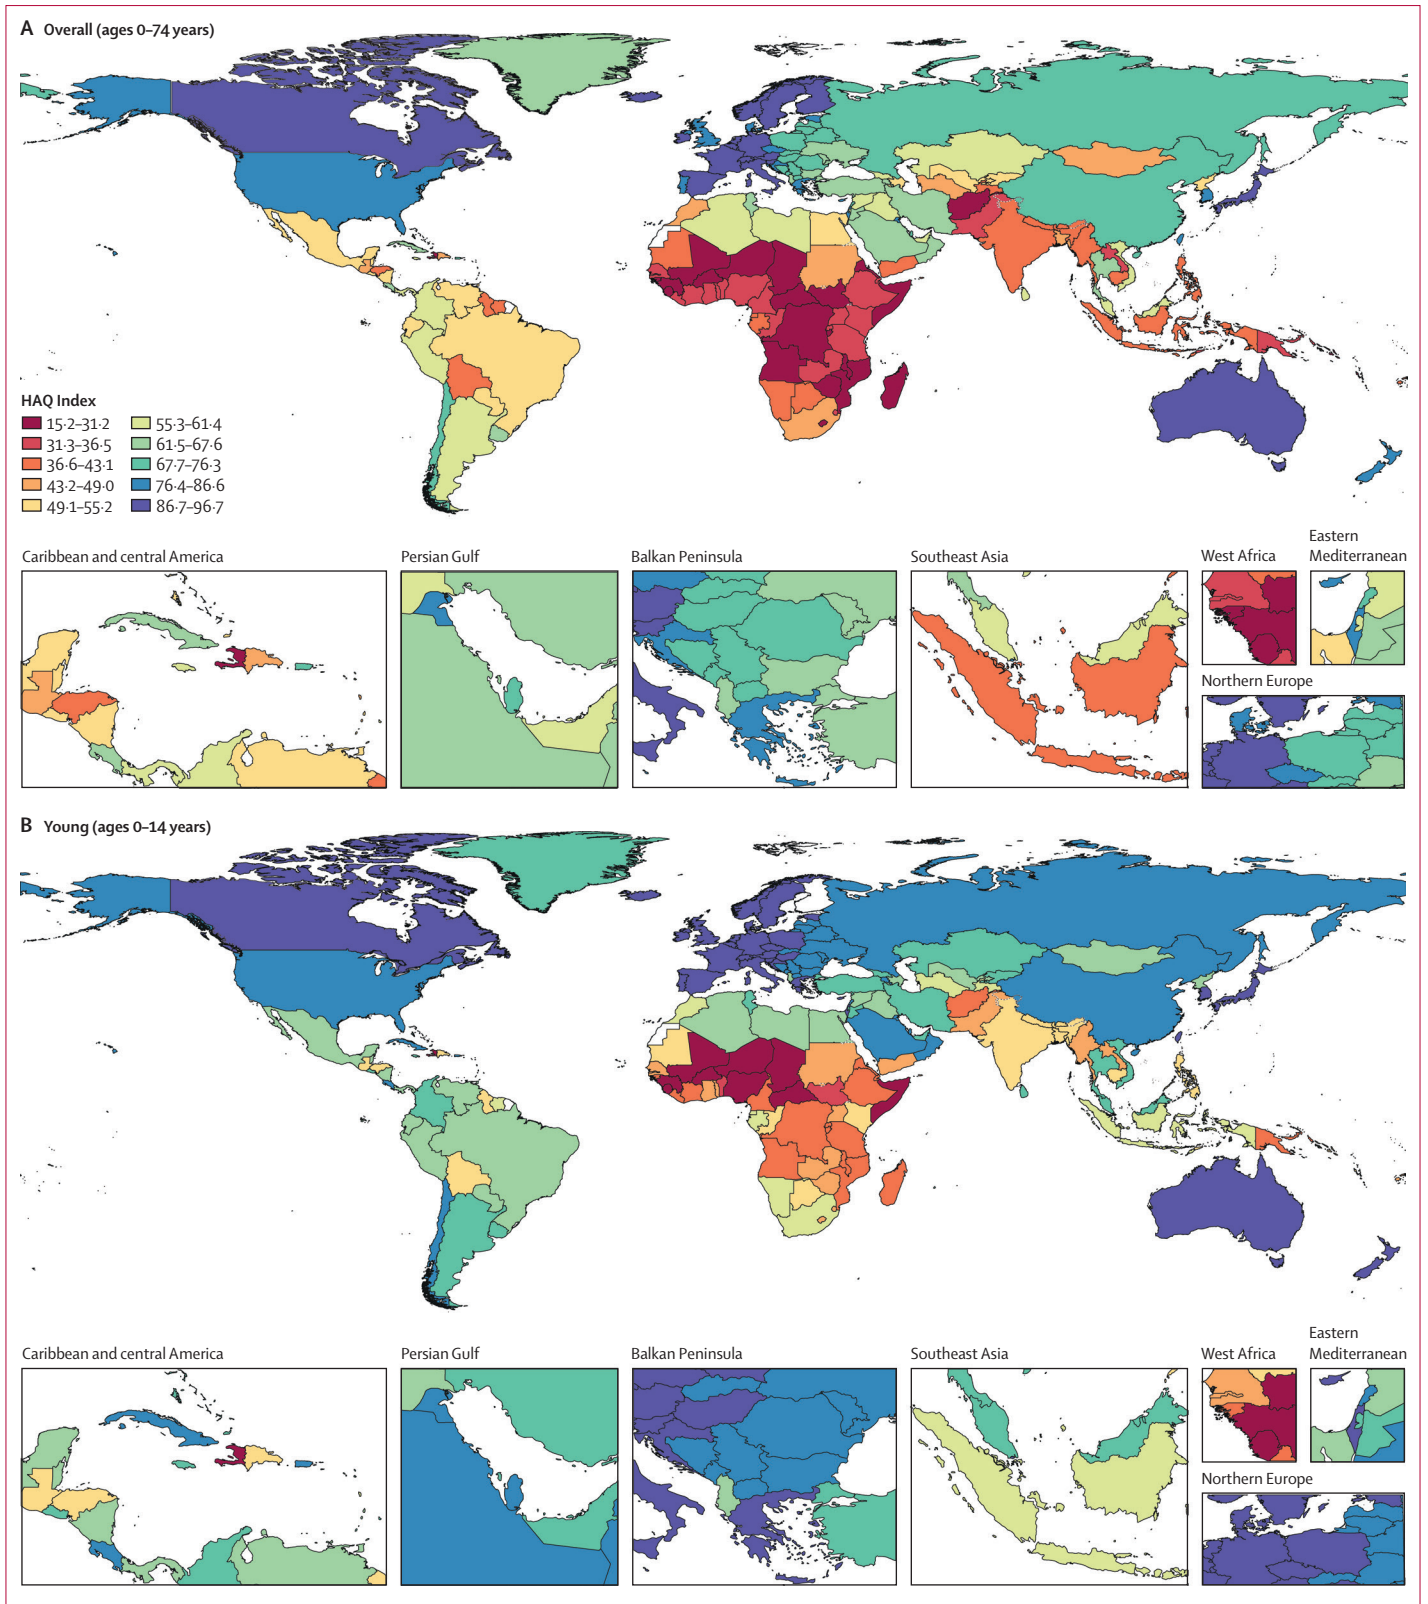 A Overall (ages 0–74 years)
HAQ Index
15·2–31·2
31·3–36·5
36·6–43·1
43·2–49·0
49·1–55·2
55·3–61·4
61·5–67·6
67·7–76·3
76·4–86·6
86·7–96·7
Caribbean and central America
Persian Gulf
Balkan Peninsula
Southeast Asia
West Africa
Eastern
Mediterranean
Northern Europe
B Young (ages 0–14 years)
Caribbean and central America
Persian Gulf
Balkan Peninsula
Southeast Asia
West Africa
Eastern
Mediterranean
Northern Europe